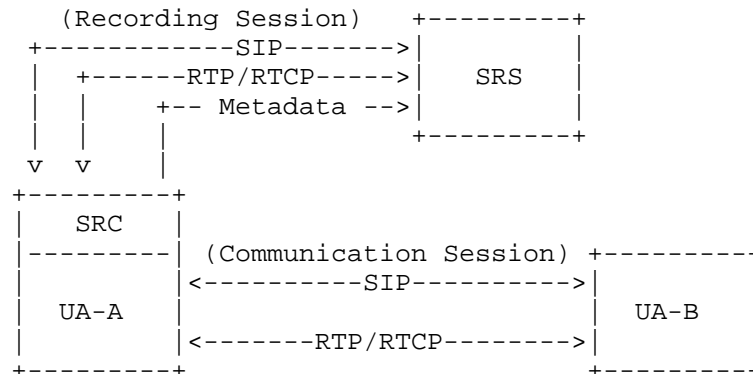 (Recording Session) +---------+
+------------SIP------->| |
| +------RTP/RTCP----->| SRS |
| | +-- Metadata -->| |
| | | +---------+
v v |
+---------+
| SRC |
|---------| (Communication Session) +----------
| |<----------SIP---------->|
| UA-A | | UA-B
| |<-------RTP/RTCP-------->|
+---------+ +----------